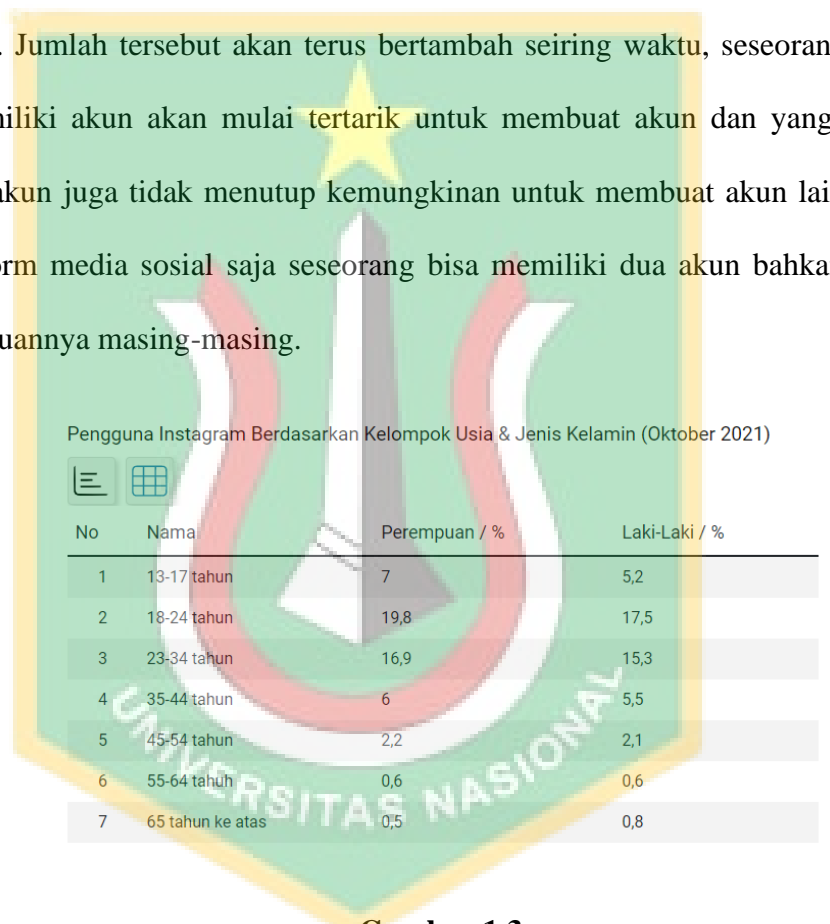 . Jumlah tersebut akan terus bertambah seiring waktu, seseoran
niliki akun akan mulai tertarik untuk membuat akun dan yang
akun juga tidak menutup kemungkinan untuk membuat akun lai
orm media sosial saja seseorang bisa memiliki dua akun bahka
uannya masing-masing.
Pengguna Instagram Berdasarkan Kelompok Usia & Jenis Kelamin (Oktober 2021)
No Nama Perempuan / % Laki-Laki / %
1 13-17 tahun 7 5,2
2 18-24 tahun 19,8 17,5
3 23-34 tahun 16,9 15,3
4 35-44 tahun 6 5,5
5 45-54 tahun 2,2 2,1
6 55-64 tahun 0,6 0,6
7 65 tahun ke atas 0,5 0,8
UNIVERSITAS NASIONAL